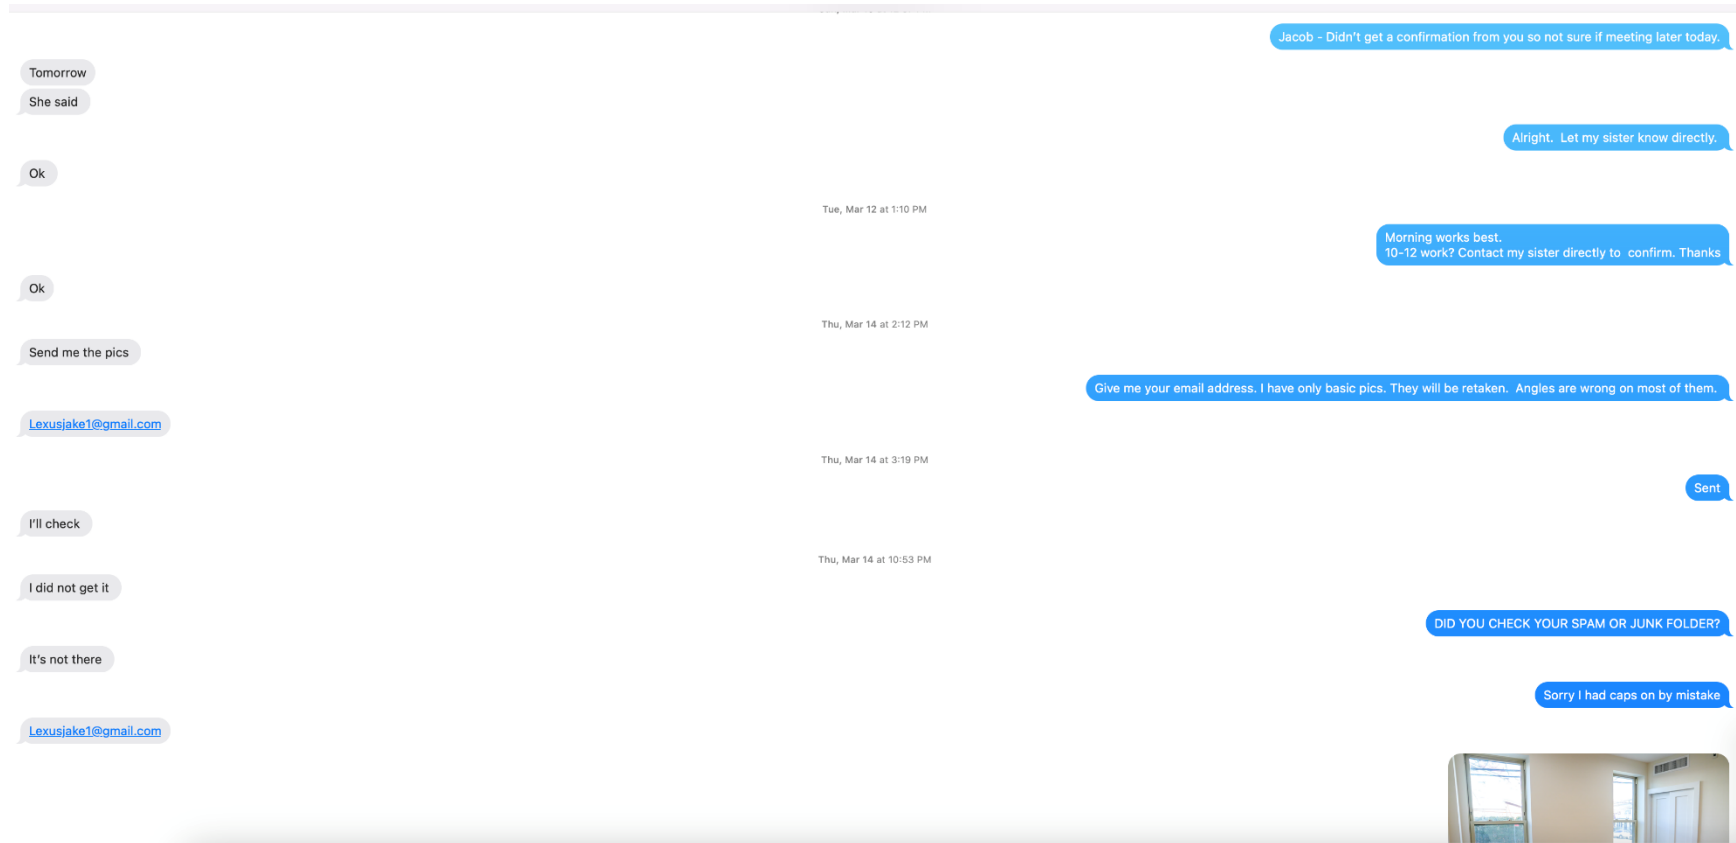 Jacob - Didn't get a confirmation from you so not sure if meeting later today.
Tomorrow
She said
Alright.  Let my sister know directly.
Ok
Tue, Mar 12 at 1:10 PM
Morning works best.
10-12 work? Contact my sister directly to  confirm. Thanks
Ok
Thu, Mar 14 at 2:12 PM
Send me the pics
Give me your email address. I have only basic pics. They will be retaken.  Angles are wrong on most of them.
Lexusjake1@gmail.com
Thu, Mar 14 at 3:19 PM
Sent
I'll check
Thu, Mar 14 at 10:53 PM
I did not get it
DID YOU CHECK YOUR SPAM OR JUNK FOLDER?
It's not there
Sorry I had caps on by mistake
Lexusjake1@gmail.com